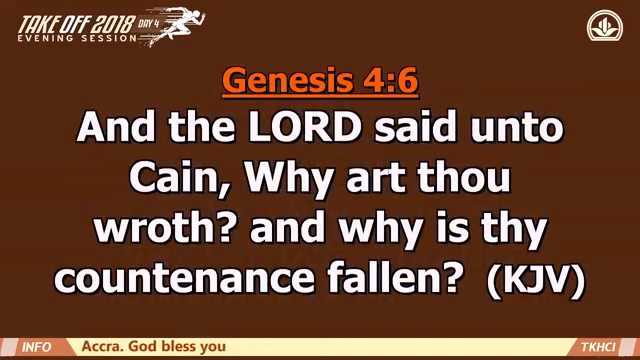 TAKE OFF 2018 DAY 4
EVENING SESSION
Genesis 4:6
And the LORD said unto
Cain, Why art thou
wroth? and why is thy
countenance fallen? (KJV)
INFO Accra. God bless you TKHCI